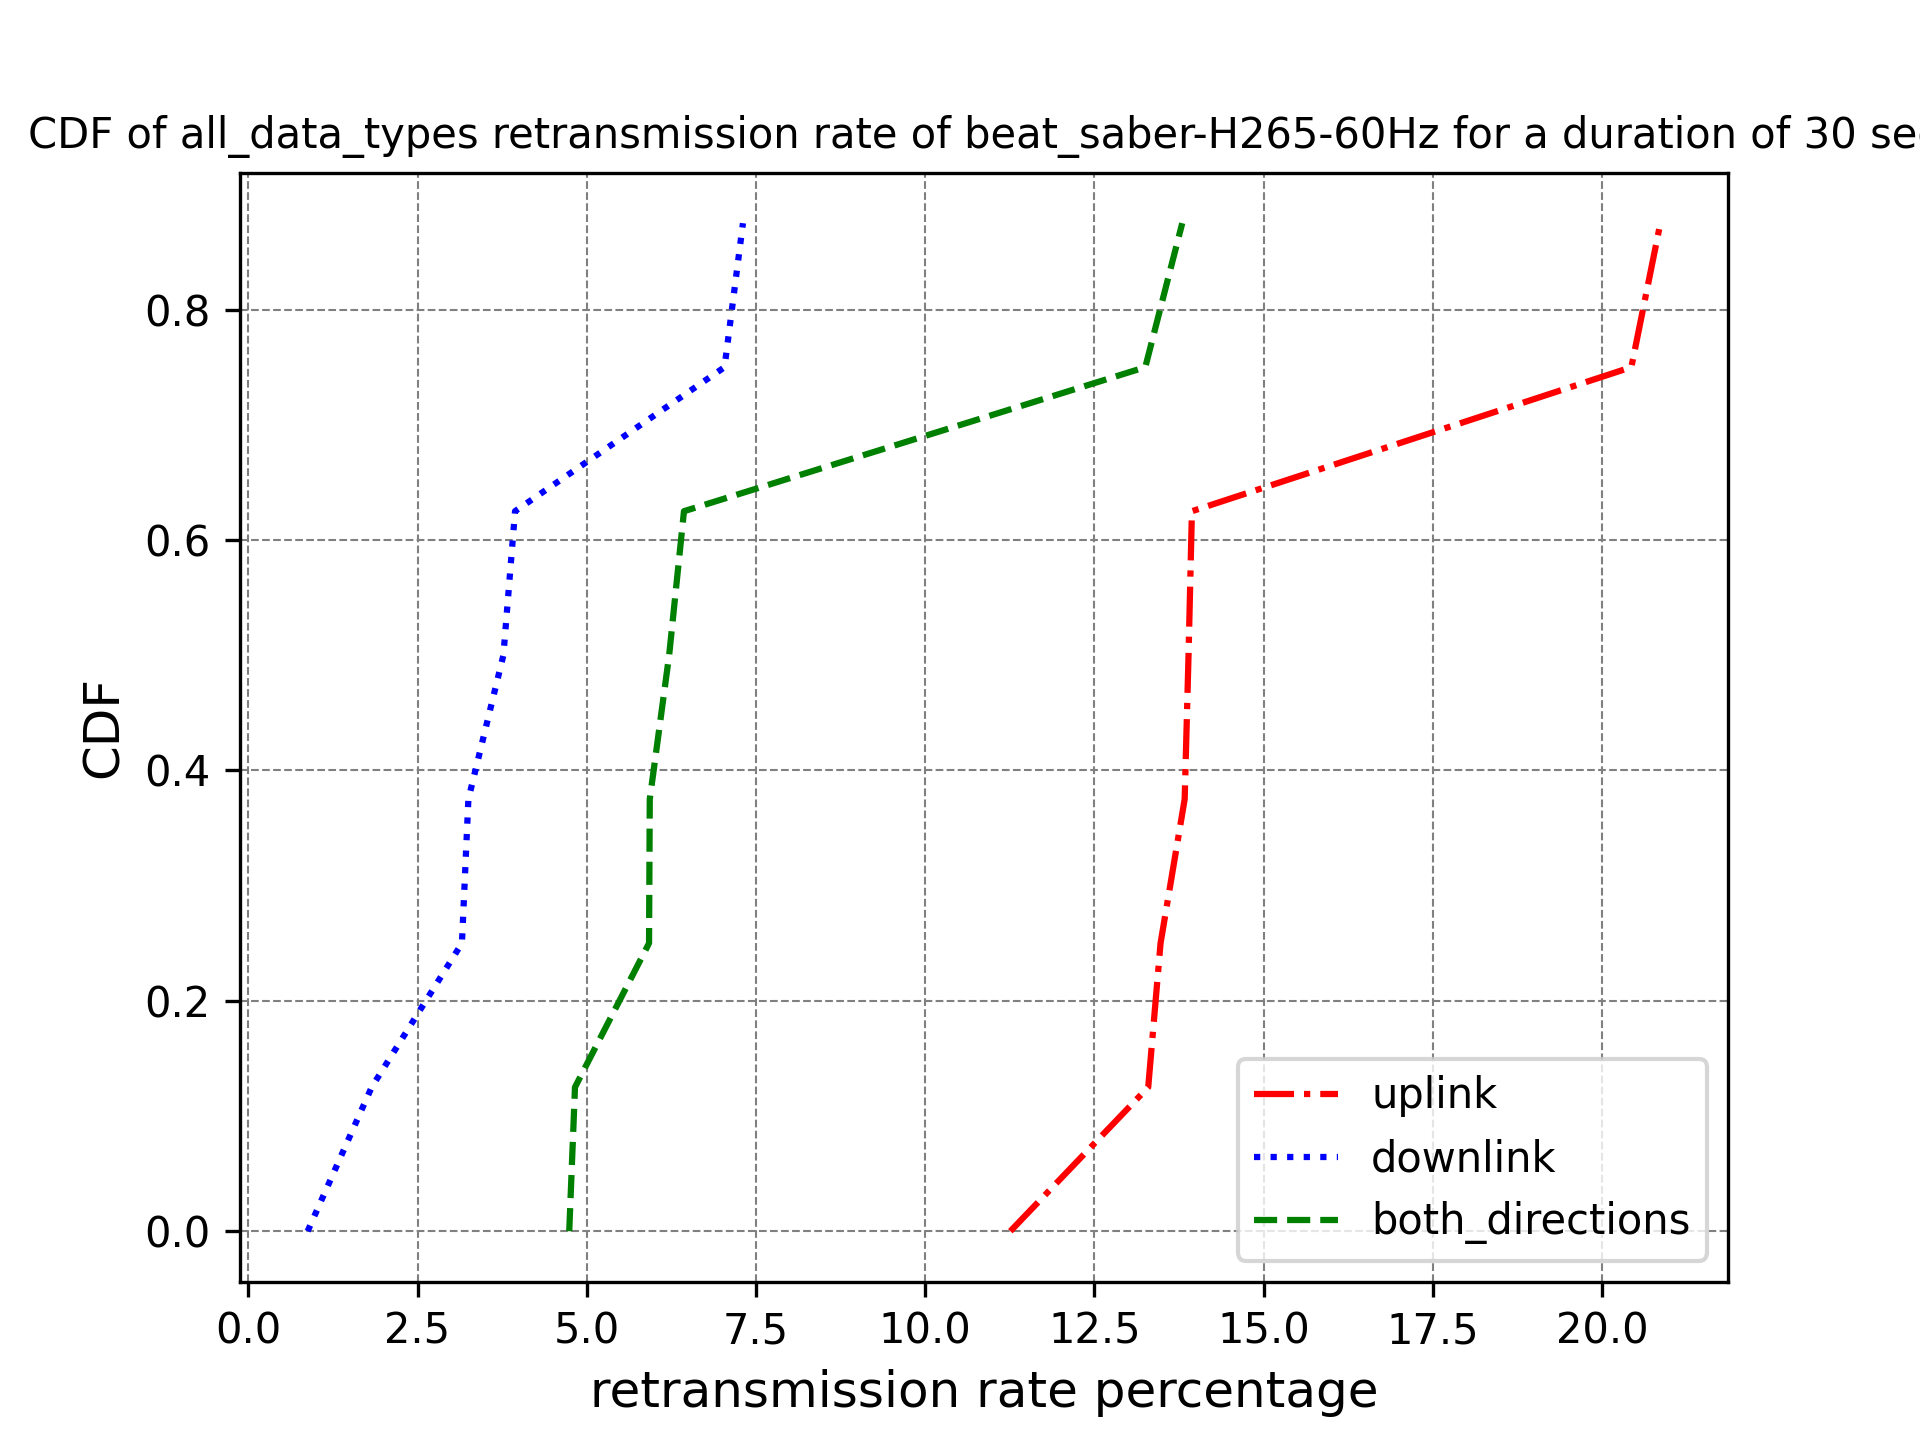 CDF of all_data_types retransmission rate of beat_saber-H265-60Hz for a duration of 30 se
CDF
0.8
0.6
0.4
0.2
0.0
0.0 2.5 5.0 7.5 10.0 12.5 15.0 17.5 20.0
retransmission rate percentage
uplink
downlink
both_directions